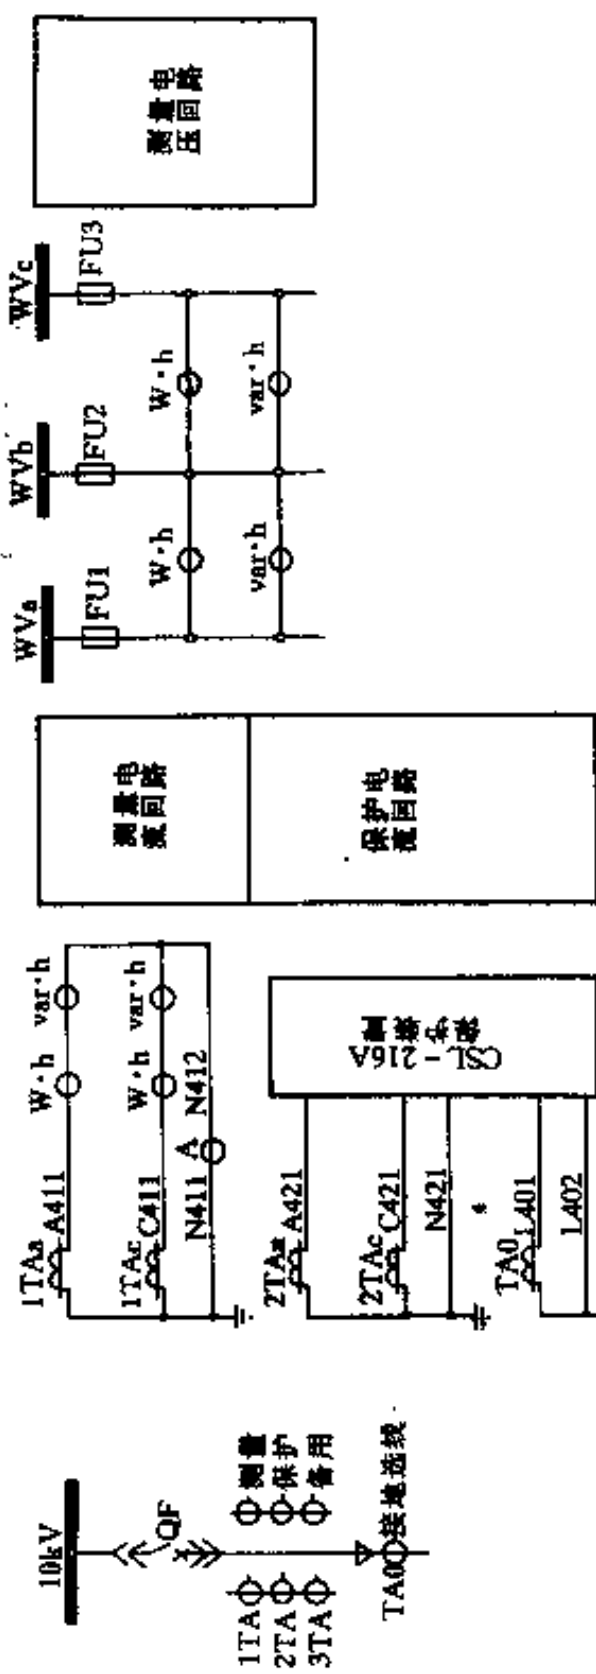 10kV
QF
1TA
2TA
3TA
测量
保护
备用
TA0
接地选线
1TAa
A411
W·h
var·h
1TAc
C411
W·h
var·h
N411
A
N412
2TAa
A421
2TAc
C421
N421
TA0
L401
L402
CSL-216A
保护装置
测量电
流回路
保护电
流回路
WVa
FU1
WVb
FU2
WVc
FU3
W·h
W·h
var·h
var·h
测量电
压回路